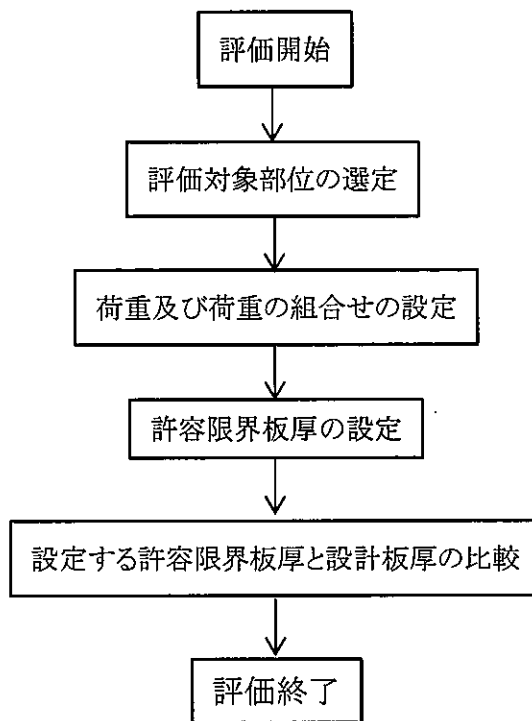 評価開始
評価対象部位の選定
荷重及び荷重の組合せの設定
許容限界板厚の設定
設定する許容限界板厚と設計板厚の比較
評価終了